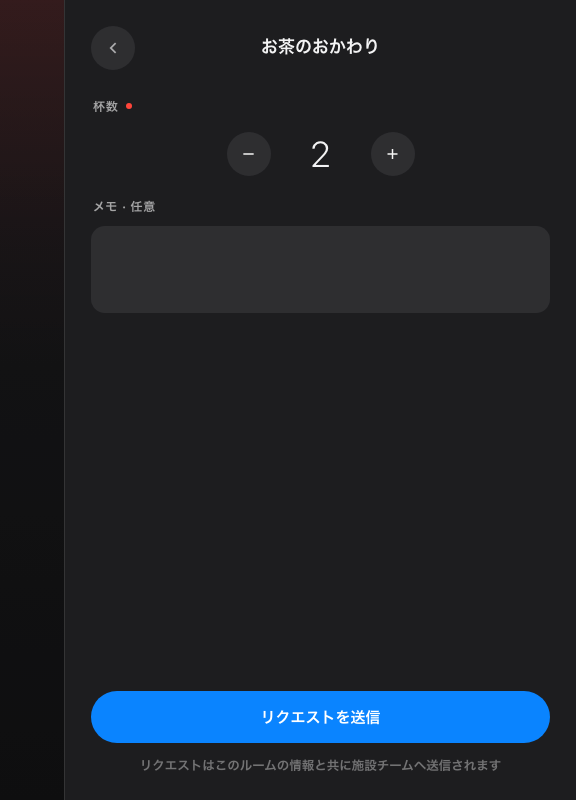 お茶のおかわり
杯数
2
メモ · 任意
リクエストを送信
リクエストはこのルームの情報と共に施設チームへ送信されます